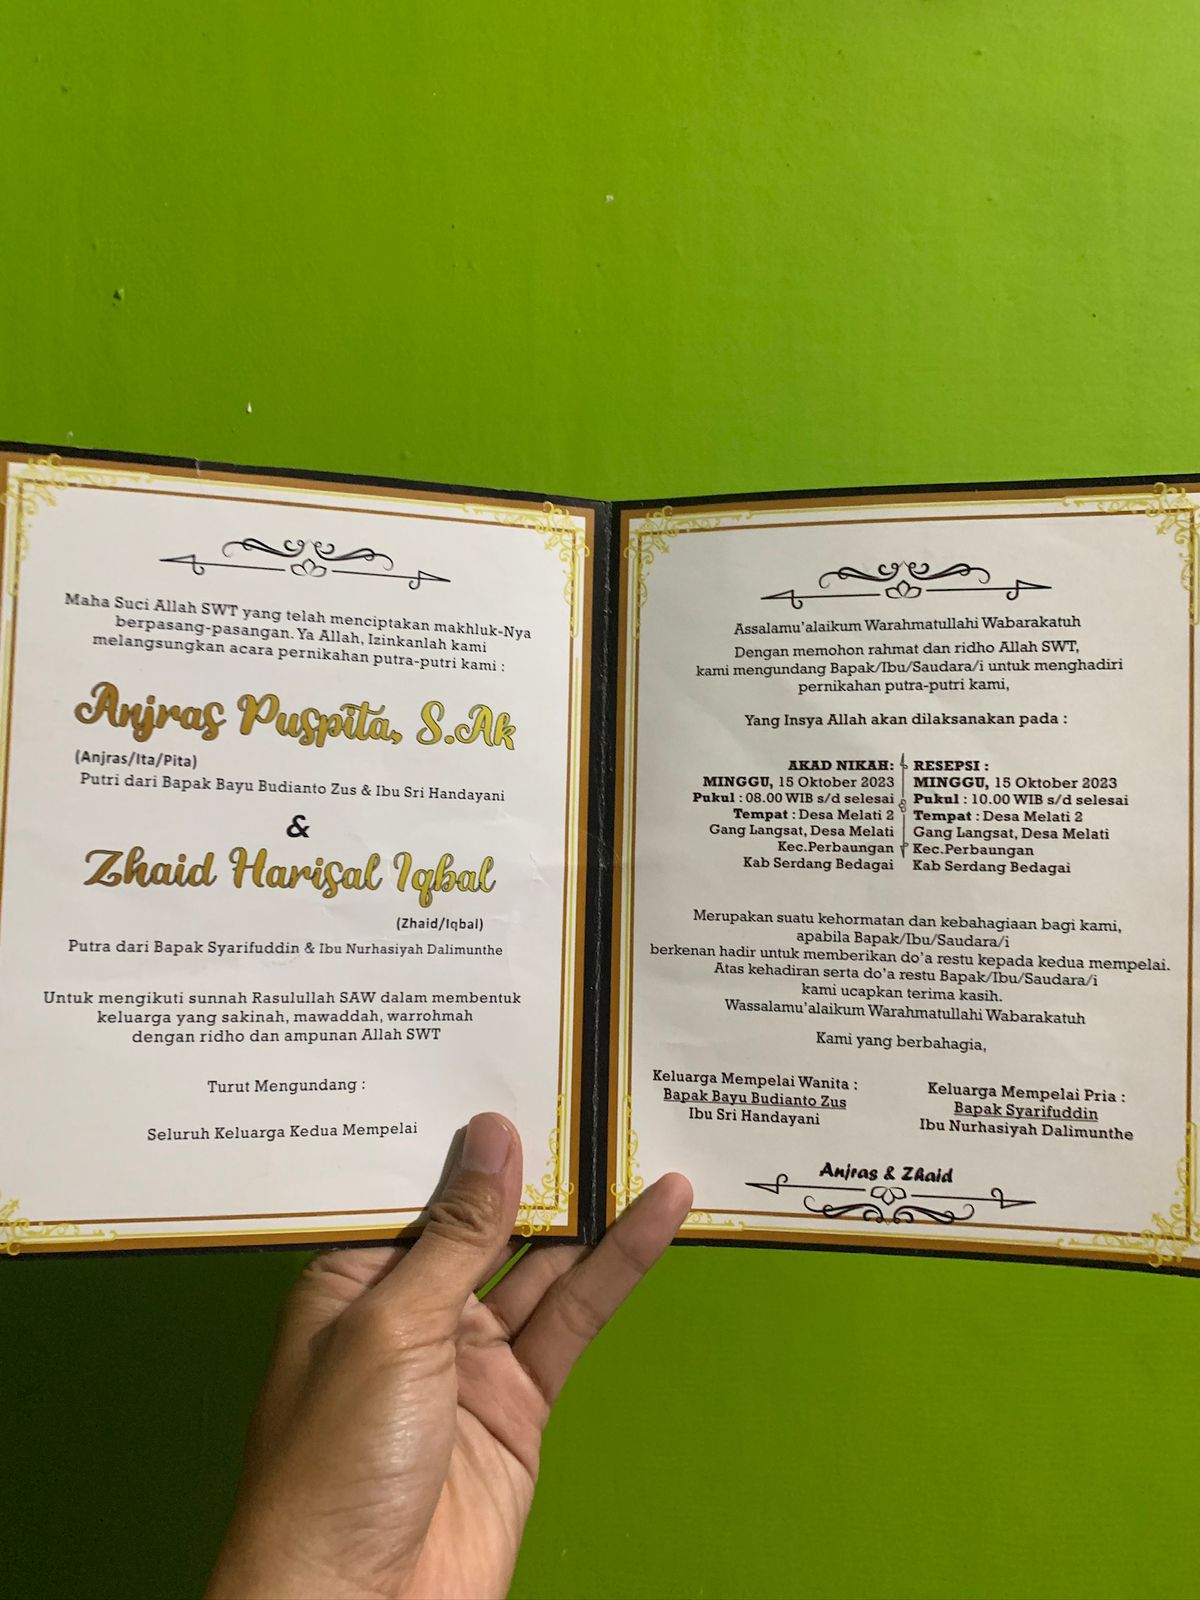 Maha Suci Allah SWT yang telah menciptakan makhluk-Nya
berpasang-pasangan. Ya Allah, Izinkanlah kami
melangsungkan acara pernikahan putra-putri kami :
Anjras Puspita, S.Ak
(Anjras/Ita/Pita)
Putri dari Bapak Bayu Budianto Zus & Ibu Sri Handayani
&
Zhaid Harisal Iqbal
(Zhaid/Iqbal)
Putra dari Bapak Syarifuddin & Ibu Nurhasiyah Dalimunthe
Untuk mengikuti sunnah Rasulullah SAW dalam membentuk
keluarga yang sakinah, mawaddah, warrohmah
dengan ridho dan ampunan Allah SWT
Turut Mengundang :
Seluruh Keluarga Kedua Mempelai
Assalamu'alaikum Warahmatullahi Wabarakatuh
Dengan memohon rahmat dan ridho Allah SWT,
kami mengundang Bapak/Ibu/Saudara/i untuk menghadiri
pernikahan putra-putri kami,
Yang Insya Allah akan dilaksanakan pada :
AKAD NIKAH:
MINGGU, 15 Oktober 2023
Pukul : 08.00 WIB s/d selesai
Tempat : Desa Melati 2
Gang Langsat, Desa Melati
Kec.Perbaungan
Kab Serdang Bedagai
RESEPSI :
MINGGU, 15 Oktober 2023
Pukul : 10.00 WIB s/d selesai
Tempat : Desa Melati 2
Gang Langsat, Desa Melati
Kec.Perbaungan
Kab Serdang Bedagai
Merupakan suatu kehormatan dan kebahagiaan bagi kami,
apabila Bapak/Ibu/Saudara/i
berkenan hadir untuk memberikan do'a restu kepada kedua mempelai.
Atas kehadiran serta do'a restu Bapak/Ibu/Saudara/i
kami ucapkan terima kasih.
Wassalamu'alaikum Warahmatullahi Wabarakatuh
Kami yang berbahagia,
Keluarga Mempelai Wanita :
Bapak Bayu Budianto Zus
Ibu Sri Handayani
Keluarga Mempelai Pria :
Bapak Syarifuddin
Ibu Nurhasiyah Dalimunthe
Anjras & Zhaid